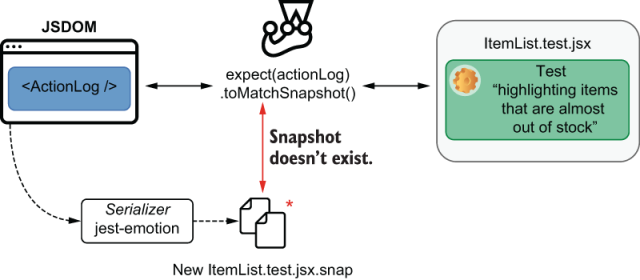 JSDOM
<ActionLog />
expect(actionLog)
.toMatchSnapshot()
ItemList.test.jsx
Test
“highlighting items
that are almost
out of stock”
Snapshot
doesn’t exist.
Serializer
jest-emotion
*
New ItemList.test.jsx.snap